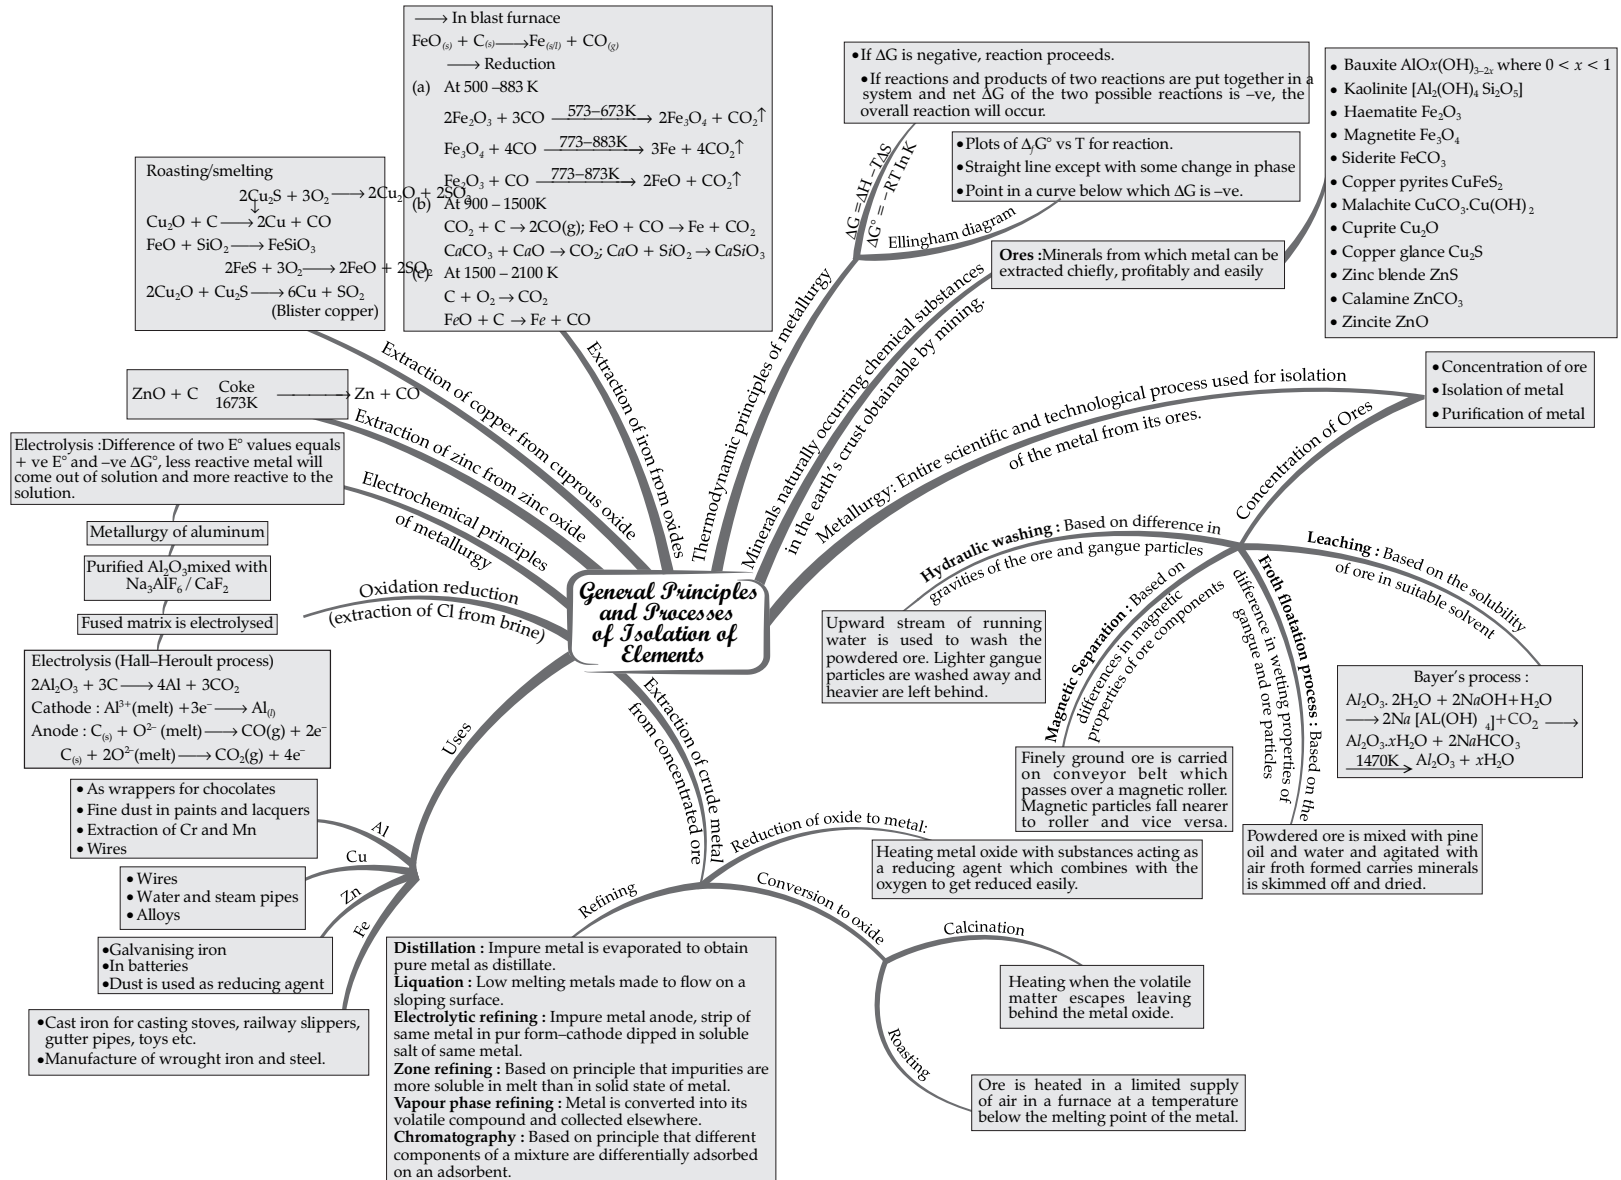 General Principles
and Processes
of Isolation of
Elements
⟶ In blast furnace
FeO(s) + C(s)⟶Fe(s/l) + CO(g)
⟶ Reduction
(a) At 500 –883 K
2Fe₂O₃ + 3CO 573–673K⟶ 2Fe₃O₄ + CO₂↑
Fe₃O₄ + 4CO 773–883K⟶ 3Fe + 4CO₂↑
Fe₂O₃ + CO 773–873K⟶ 2FeO + CO₂↑
(b) At 900 – 1500K
CO₂ + C → 2CO(g); FeO + CO → Fe + CO₂
CaCO₃ + CaO → CO₂; CaO + SiO₂ → CaSiO₃
(c) At 1500 – 2100 K
C + O₂ → CO₂
FeO + C → Fe + CO
Extraction of iron from oxides
Roasting/smelting
2Cu₂S + 3O₂ ⟶ 2Cu₂O + 2SO₂
↓
Cu₂O + C ⟶ 2Cu + CO
FeO + SiO₂⟶ FeSiO₃
2FeS + 3O₂⟶ 2FeO + 2SO₂
2Cu₂O + Cu₂S⟶ 6Cu + SO₂
(Blister copper)
Extraction of copper from cuprous oxide
ZnO + C Coke ⟶ Zn + CO
1673K
Extraction of zinc from zinc oxide
Electrolysis :Difference of two E° values equals
+ ve E° and –ve ΔG°, less reactive metal will
come out of solution and more reactive to the
solution.
Electrochemical principles
of metallurgy
Metallurgy of aluminum
Purified Al₂O₃mixed with
Na₃AlF₆ / CaF₂
Fused matrix is electrolysed
Electrolysis (Hall–Heroult process)
2Al₂O₃ + 3C⟶ 4Al + 3CO₂
Cathode : Al³⁺(melt) +3e⁻⟶ Al(l)
Anode : C(s) + O²⁻ (melt)⟶ CO(g) + 2e⁻
C(s) + 2O²⁻(melt)⟶ CO₂(g) + 4e⁻
Oxidation reduction
(extraction of Cl from brine)
Uses
Al
• As wrappers for chocolates
• Fine dust in paints and lacquers
• Extraction of Cr and Mn
• Wires
Cu
• Wires
• Water and steam pipes
• Alloys
Zn
•Galvanising iron
•In batteries
•Dust is used as reducing agent
Fe
•Cast iron for casting stoves, railway slippers,
gutter pipes, toys etc.
•Manufacture of wrought iron and steel.
Extraction of crude metal
from concentrated ore
Refining
Distillation : Impure metal is evaporated to obtain
pure metal as distillate.
Liquation : Low melting metals made to flow on a
sloping surface.
Electrolytic refining : Impure metal anode, strip of
same metal in pur form–cathode dipped in soluble
salt of same metal.
Zone refining : Based on principle that impurities are
more soluble in melt than in solid state of metal.
Vapour phase refining : Metal is converted into its
volatile compound and collected elsewhere.
Chromatography : Based on principle that different
components of a mixture are differentially adsorbed
on an adsorbent.
Reduction of oxide to metal:
Heating metal oxide with substances acting as
a reducing agent which combines with the
oxygen to get reduced easily.
Conversion to oxide
Calcination
Heating when the volatile
matter escapes leaving
behind the metal oxide.
Roasting
Ore is heated in a limited supply
of air in a furnace at a temperature
below the melting point of the metal.
Thermodynamic principles of metallurgy
ΔG = ΔH –TΔS
ΔG° = –RT ln K
•If ΔG is negative, reaction proceeds.
•If reactions and products of two reactions are put together in a
system and net ΔG of the two possible reactions is –ve, the
overall reaction will occur.
Ellingham diagram
•Plots of ΔfG° vs T for reaction.
•Straight line except with some change in phase
•Point in a curve below which ΔG is –ve.
Minerals naturally occurring chemical substances
in the earth's crust obtainable by mining.
Ores :Minerals from which metal can be
extracted chiefly, profitably and easily
• Bauxite AlOx(OH)₃₋₂ₓ where 0 < x < 1
• Kaolinite [Al₂(OH)₄ Si₂O₅]
• Haematite Fe₂O₃
• Magnetite Fe₃O₄
• Siderite FeCO₃
• Copper pyrites CuFeS₂
• Malachite CuCO₃.Cu(OH)₂
• Cuprite Cu₂O
• Copper glance Cu₂S
• Zinc blende ZnS
• Calamine ZnCO₃
• Zincite ZnO
Metallurgy: Entire scientific and technological process used for isolation
of the metal from its ores.
• Concentration of ore
• Isolation of metal
• Purification of metal
Concentration of Ores
Hydraulic washing : Based on difference in
gravities of the ore and gangue particles
Upward stream of running
water is used to wash the
powdered ore. Lighter gangue
particles are washed away and
heavier are left behind.
Magnetic Separation : Based on
differences in magnetic
properties of ore components
Finely ground ore is carried
on conveyor belt which
passes over a magnetic roller.
Magnetic particles fall nearer
to roller and vice versa.
Froth flotation process : Based on the
difference in wetting properties of
gangue and ore particles
Powdered ore is mixed with pine
oil and water and agitated with
air froth formed carries minerals
is skimmed off and dried.
Leaching : Based on the solubility
of ore in suitable solvent
Bayer's process :
Al₂O₃. 2H₂O + 2NaOH+H₂O
⟶ 2Na [AL(OH) ₄]+CO₂ ⟶
Al₂O₃.xH₂O + 2NaHCO₃
1470K⟶ Al₂O₃ + xH₂O